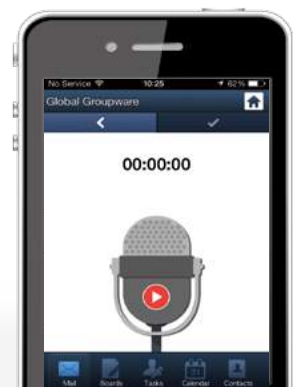 No Service 10:25 62%
Global Groupware
00:00:00
Mail Boards Tasks Calendar Contacts